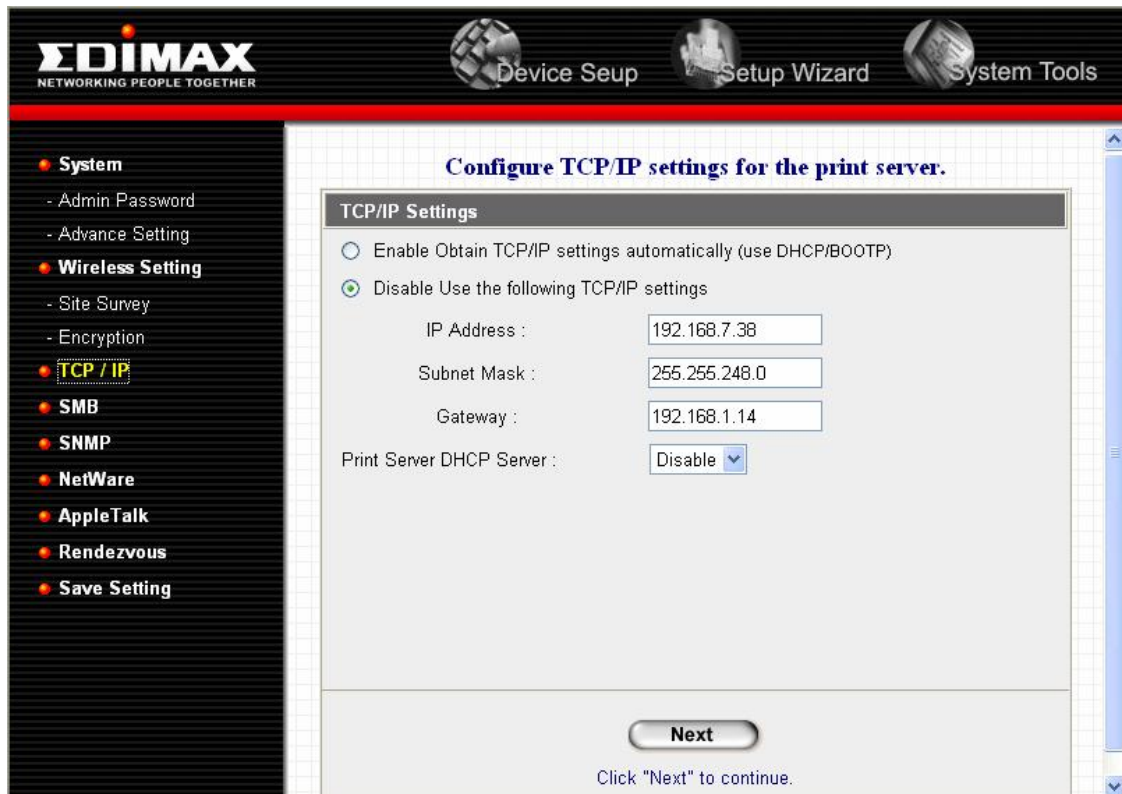 EDIMAX
NETWORKING PEOPLE TOGETHER
Device Seup
Setup Wizard
System Tools
System
- Admin Password
- Advance Setting
Wireless Setting
- Site Survey
- Encryption
TCP / IP
SMB
SNMP
NetWare
AppleTalk
Rendezvous
Save Setting
Configure TCP/IP settings for the print server.
TCP/IP Settings
Enable Obtain TCP/IP settings automatically (use DHCP/BOOTP)
Disable Use the following TCP/IP settings
IP Address : 192.168.7.38
Subnet Mask : 255.255.248.0
Gateway : 192.168.1.14
Print Server DHCP Server : Disable
Next
Click "Next" to continue.